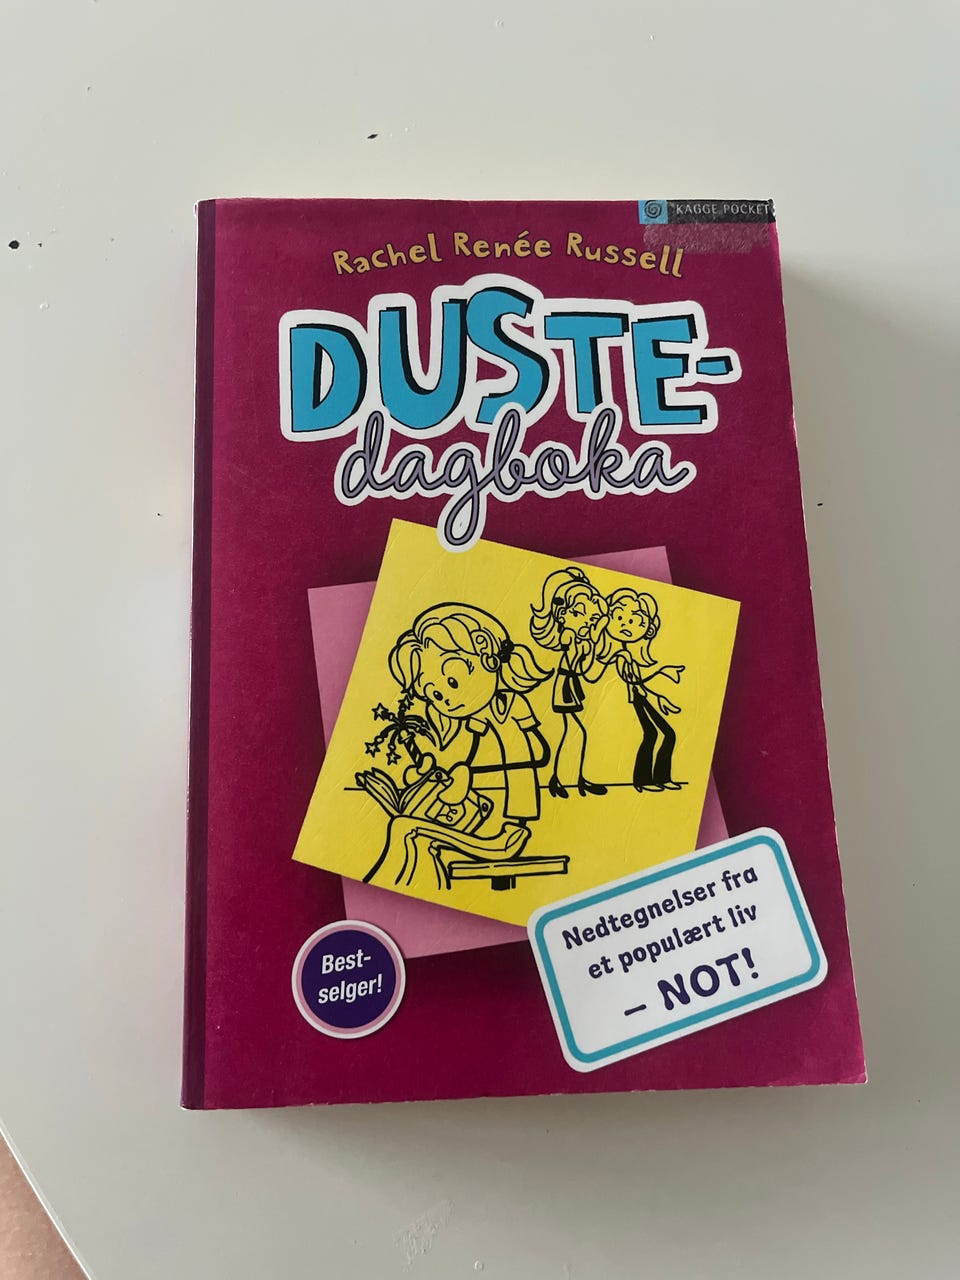 KAGGE POCKET
Rachel Renée Russell
DUSTE-
dagboka
Nedtegnelser fra
et populært liv
– NOT!
Best-
selger!